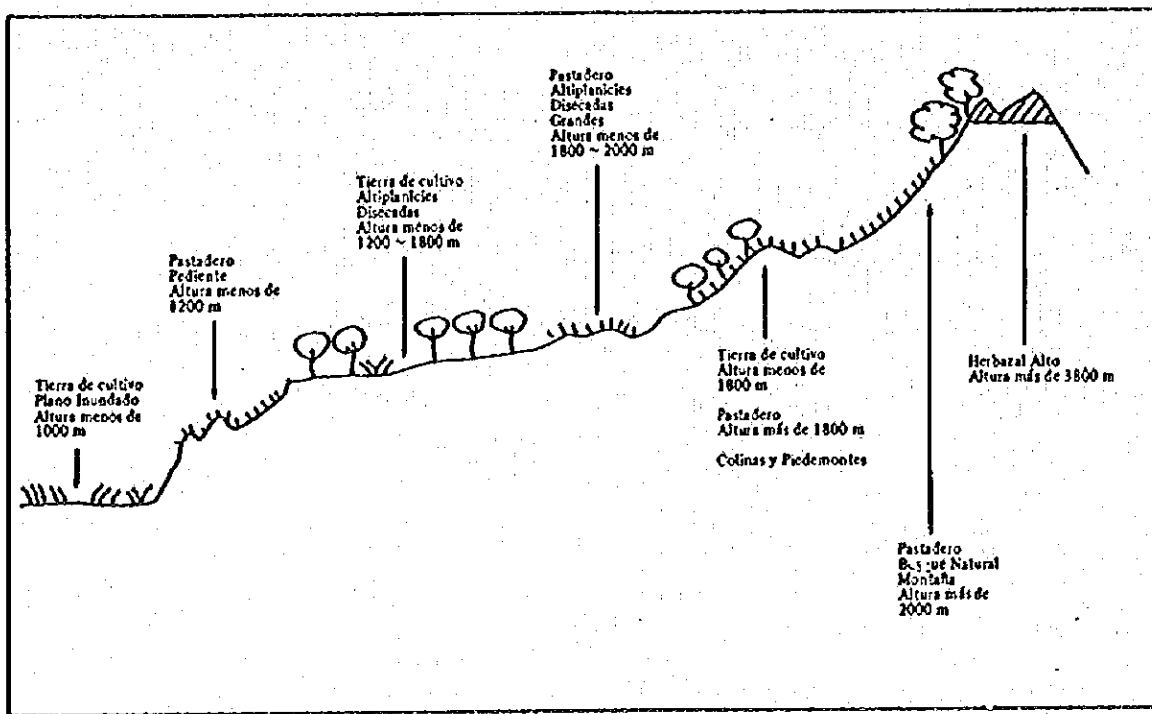 Pastadero
Altiplanicies
Disécadas
Grandes
Altura menos de
1800 ~ 2000 m
Tierra de cultivo
Altiplanicies
Disécadas
Altura menos de
1200 ~ 1800 m
Pastadero
Pediente
Altura menos de
1200 m
Tierra de cultivo
Plano Inundado
Altura menos de
1000 m
Tierra de cultivo
Altura menos de
1800 m
Pastadero
Altura más de 1800 m
Colinas y Piedemontes
Herbazal Alto
Altura más de 3800 m
Pastadero
Natural
Montaña
Altura más de
2000 m